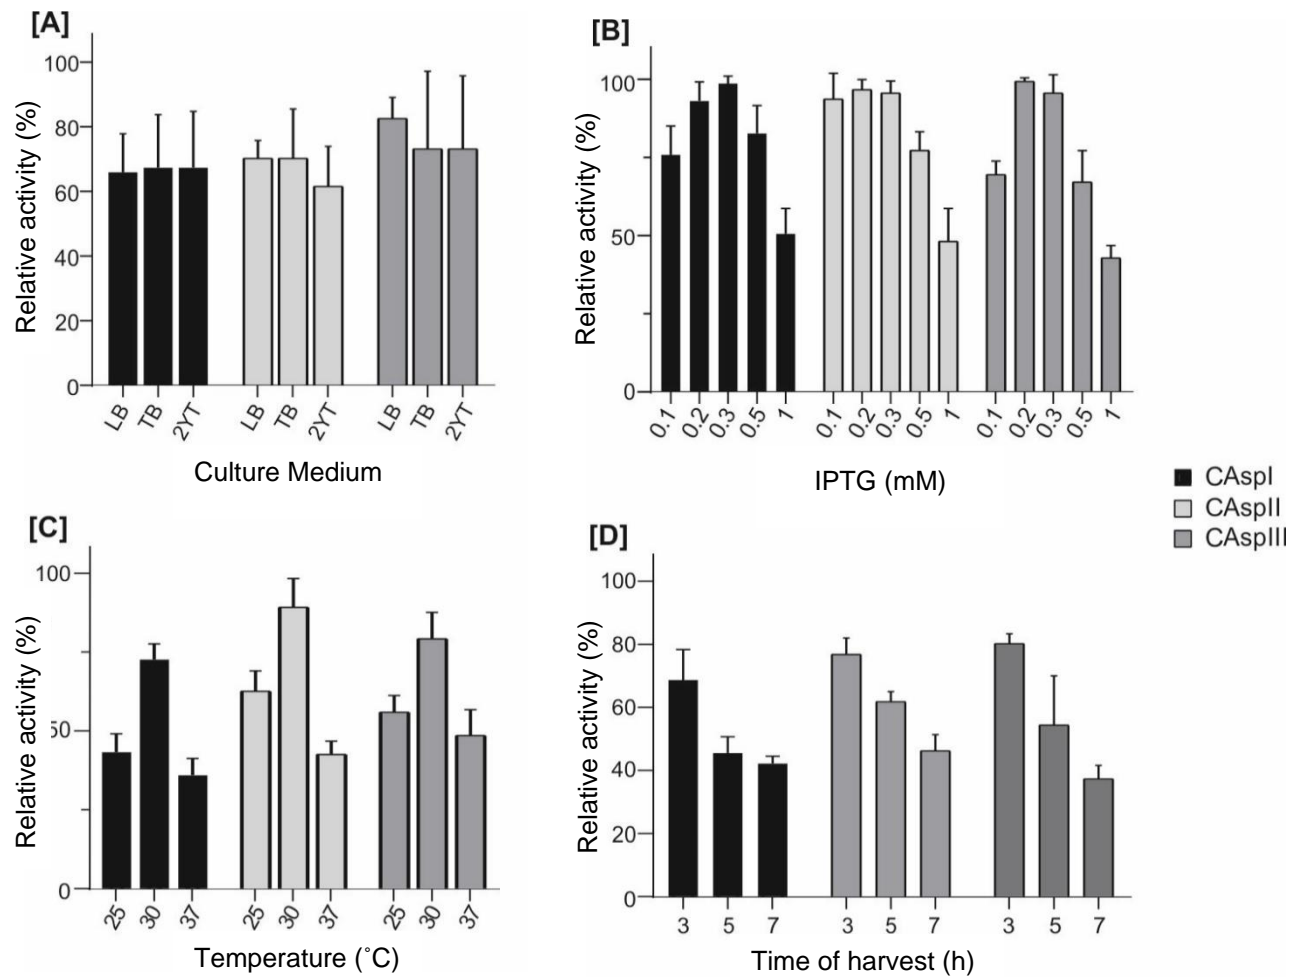 [A]
Relative activity (%)
100
80
60
40
20
0
LB TB 2YT LB TB 2YT LB TB 2YT
Culture Medium
[B]
Relative activity (%)
100
50
0
0.1 0.2 0.3 0.5 1 0.1 0.2 0.3 0.5 1 0.1 0.2 0.3 0.5 1
IPTG (mM)
CAspI
CAspII
CAspIII
[C]
Relative activity (%)
100
50
0
25 30 37 25 30 37 25 30 37
Temperature (˚C)
[D]
Relative activity (%)
100
80
60
40
20
0
3 5 7 3 5 7 3 5 7
Time of harvest (h)